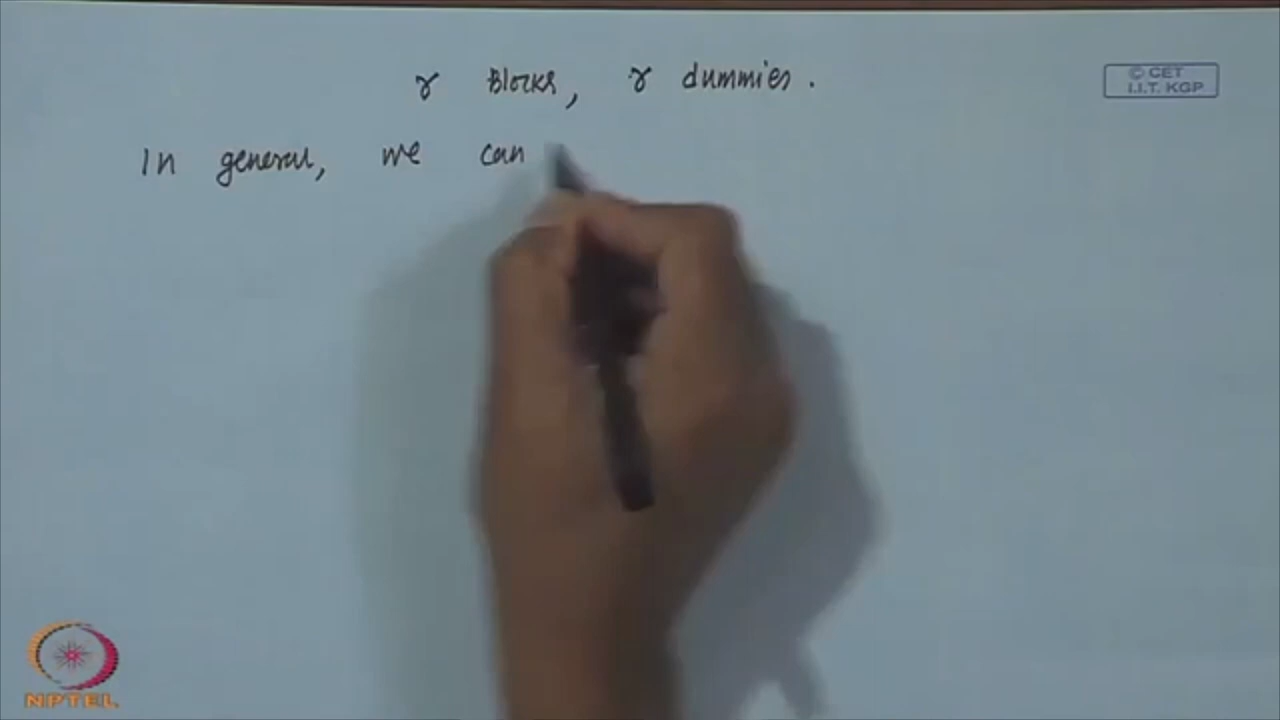 r Blocks, r dummies.
© CET
I.I.T. KGP
In general, we can
NPTEL